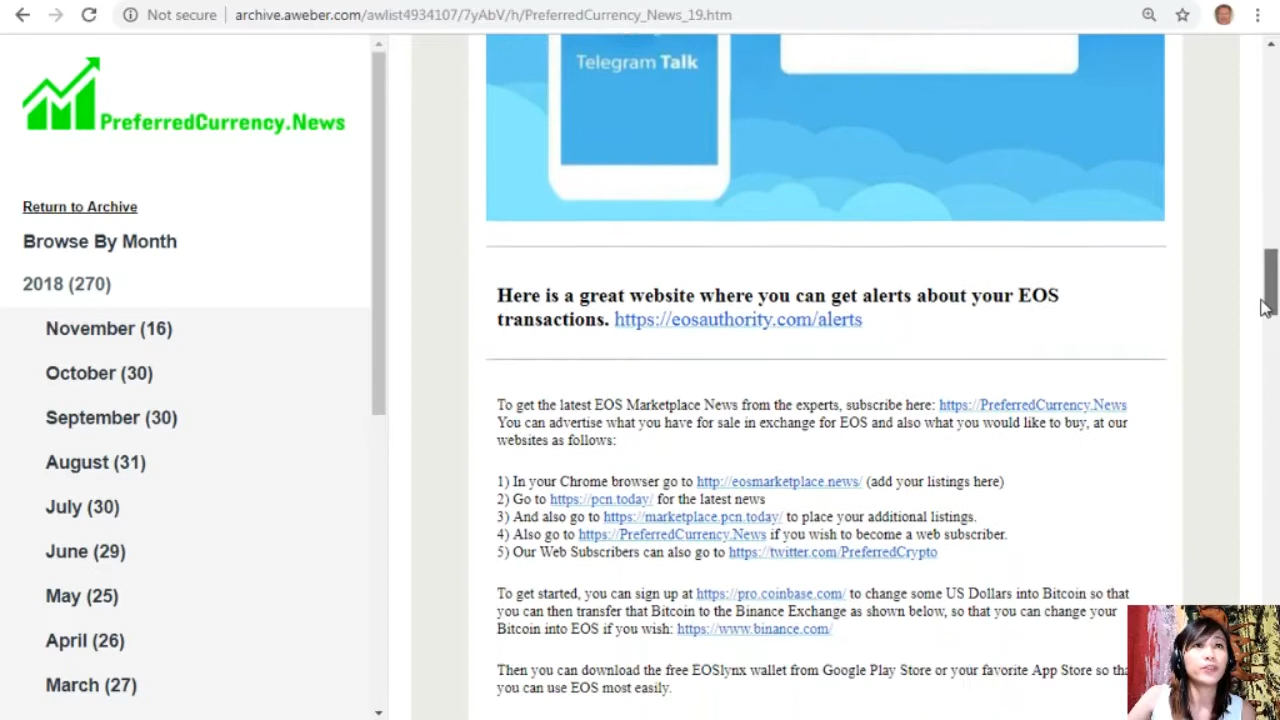 Not secure
archive.aweber.com/awlist4934107/7yAbV/h/PreferredCurrency_News_19.htm
PreferredCurrency.News
Return to Archive
Browse By Month
2018 (270)
November (16)
October (30)
September (30)
August (31)
July (30)
June (29)
May (25)
April (26)
March (27)
Telegram Talk
Here is a great website where you can get alerts about your EOS
transactions. https://eosauthority.com/alerts
To get the latest EOS Marketplace News from the experts, subscribe here: https://PreferredCurrency.News
You can advertise what you have for sale in exchange for EOS and also what you would like to buy, at our
websites as follows:
1) In your Chrome browser go to http://eosmarketplace.news/ (add your listings here)
2) Go to https://pcn.today/ for the latest news
3) And also go to https://marketplace.pcn.today/ to place your additional listings.
4) Also go to https://PreferredCurrency.News if you wish to become a web subscriber.
5) Our Web Subscribers can also go to https://twitter.com/PreferredCrypto
To get started, you can sign up at https://pro.coinbase.com/ to change some US Dollars into Bitcoin so that
you can then transfer that Bitcoin to the Binance Exchange as shown below, so that you can change your
Bitcoin into EOS if you wish: https://www.binance.com/
Then you can download the free EOSlynx wallet from Google Play Store or your favorite App Store so tha
you can use EOS most easily.